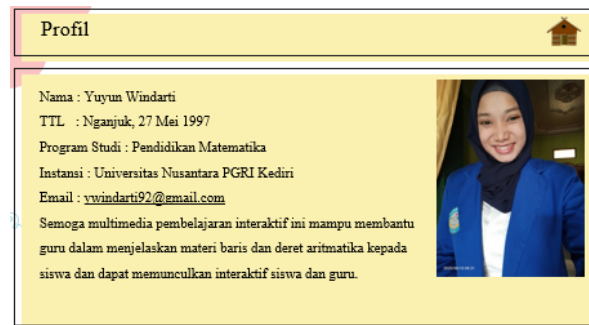 Profil
Nama : Yuyun Windarti
TTL : Nganjuk, 27 Mei 1997
Program Studi : Pendidikan Matematika
Instansi : Universitas Nusantara PGRI Kediri
Email : ywindarti92@gmail.com
Semoga multimedia pembelajaran interaktif ini mampu membantu
guru dalam menjelaskan materi baris dan deret aritmatika kepada
siswa dan dapat memunculkan interaktif siswa dan guru.